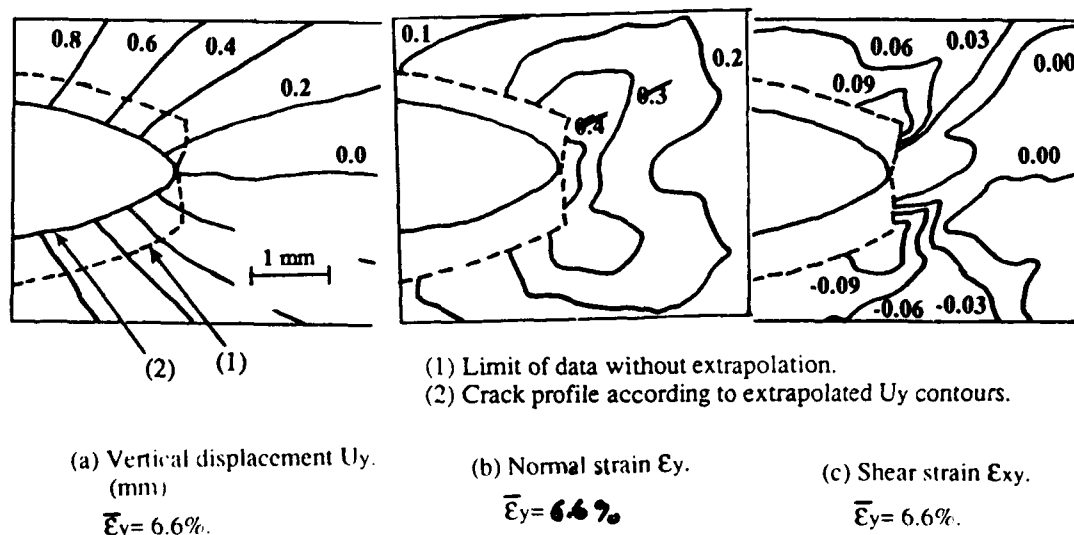 0.8 0.6 0.4
0.2
0.0
1 mm
(2) (1)
0.1
0.2
0.3
0.4
0.06 0.03
0.00
0.09
0.00
-0.09
-0.06 -0.03
(1) Limit of data without extrapolation.
(2) Crack profile according to extrapolated Uy contours.
(a) Vertical displacement Uy.
(mm)
ε̅y= 6.6%.
(b) Normal strain εy.
ε̅y= 6.6%
(c) Shear strain εxy.
ε̅y= 6.6%.